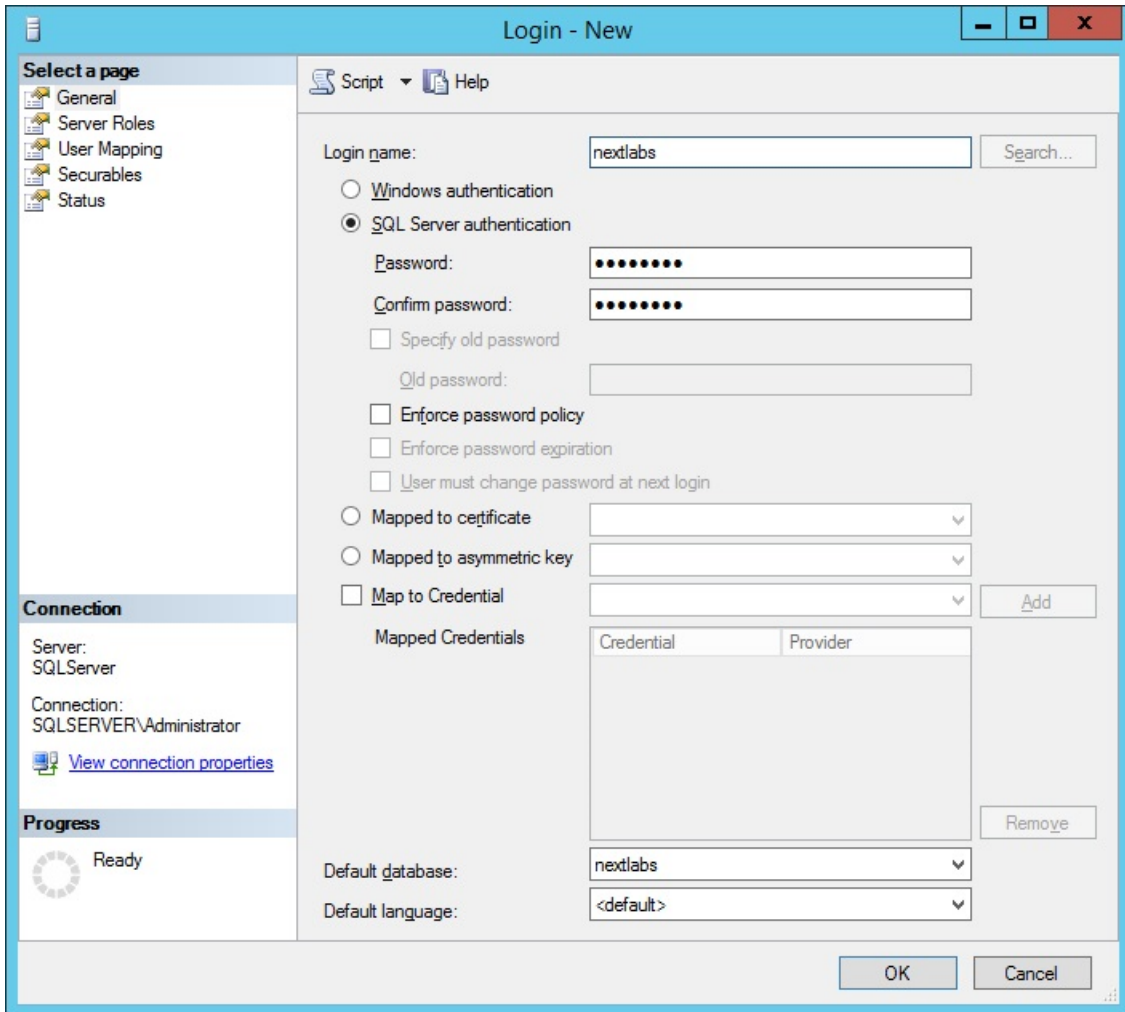 Login - New
Select a page
General
Server Roles
User Mapping
Securables
Status
Script Help
Login name: nextlabs Search...
Windows authentication
SQL Server authentication
Password: ●●●●●●●●
Confirm password: ●●●●●●●●
Specify old password
Old password:
Enforce password policy
Enforce password expiration
User must change password at next login
Mapped to certificate
Mapped to asymmetric key
Map to Credential Add
Mapped Credentials Credential Provider
Remove
Default database: nextlabs
Default language: <default>
Connection
Server:
SQLServer
Connection:
SQLSERVER\Administrator
View connection properties
Progress
Ready
OK Cancel